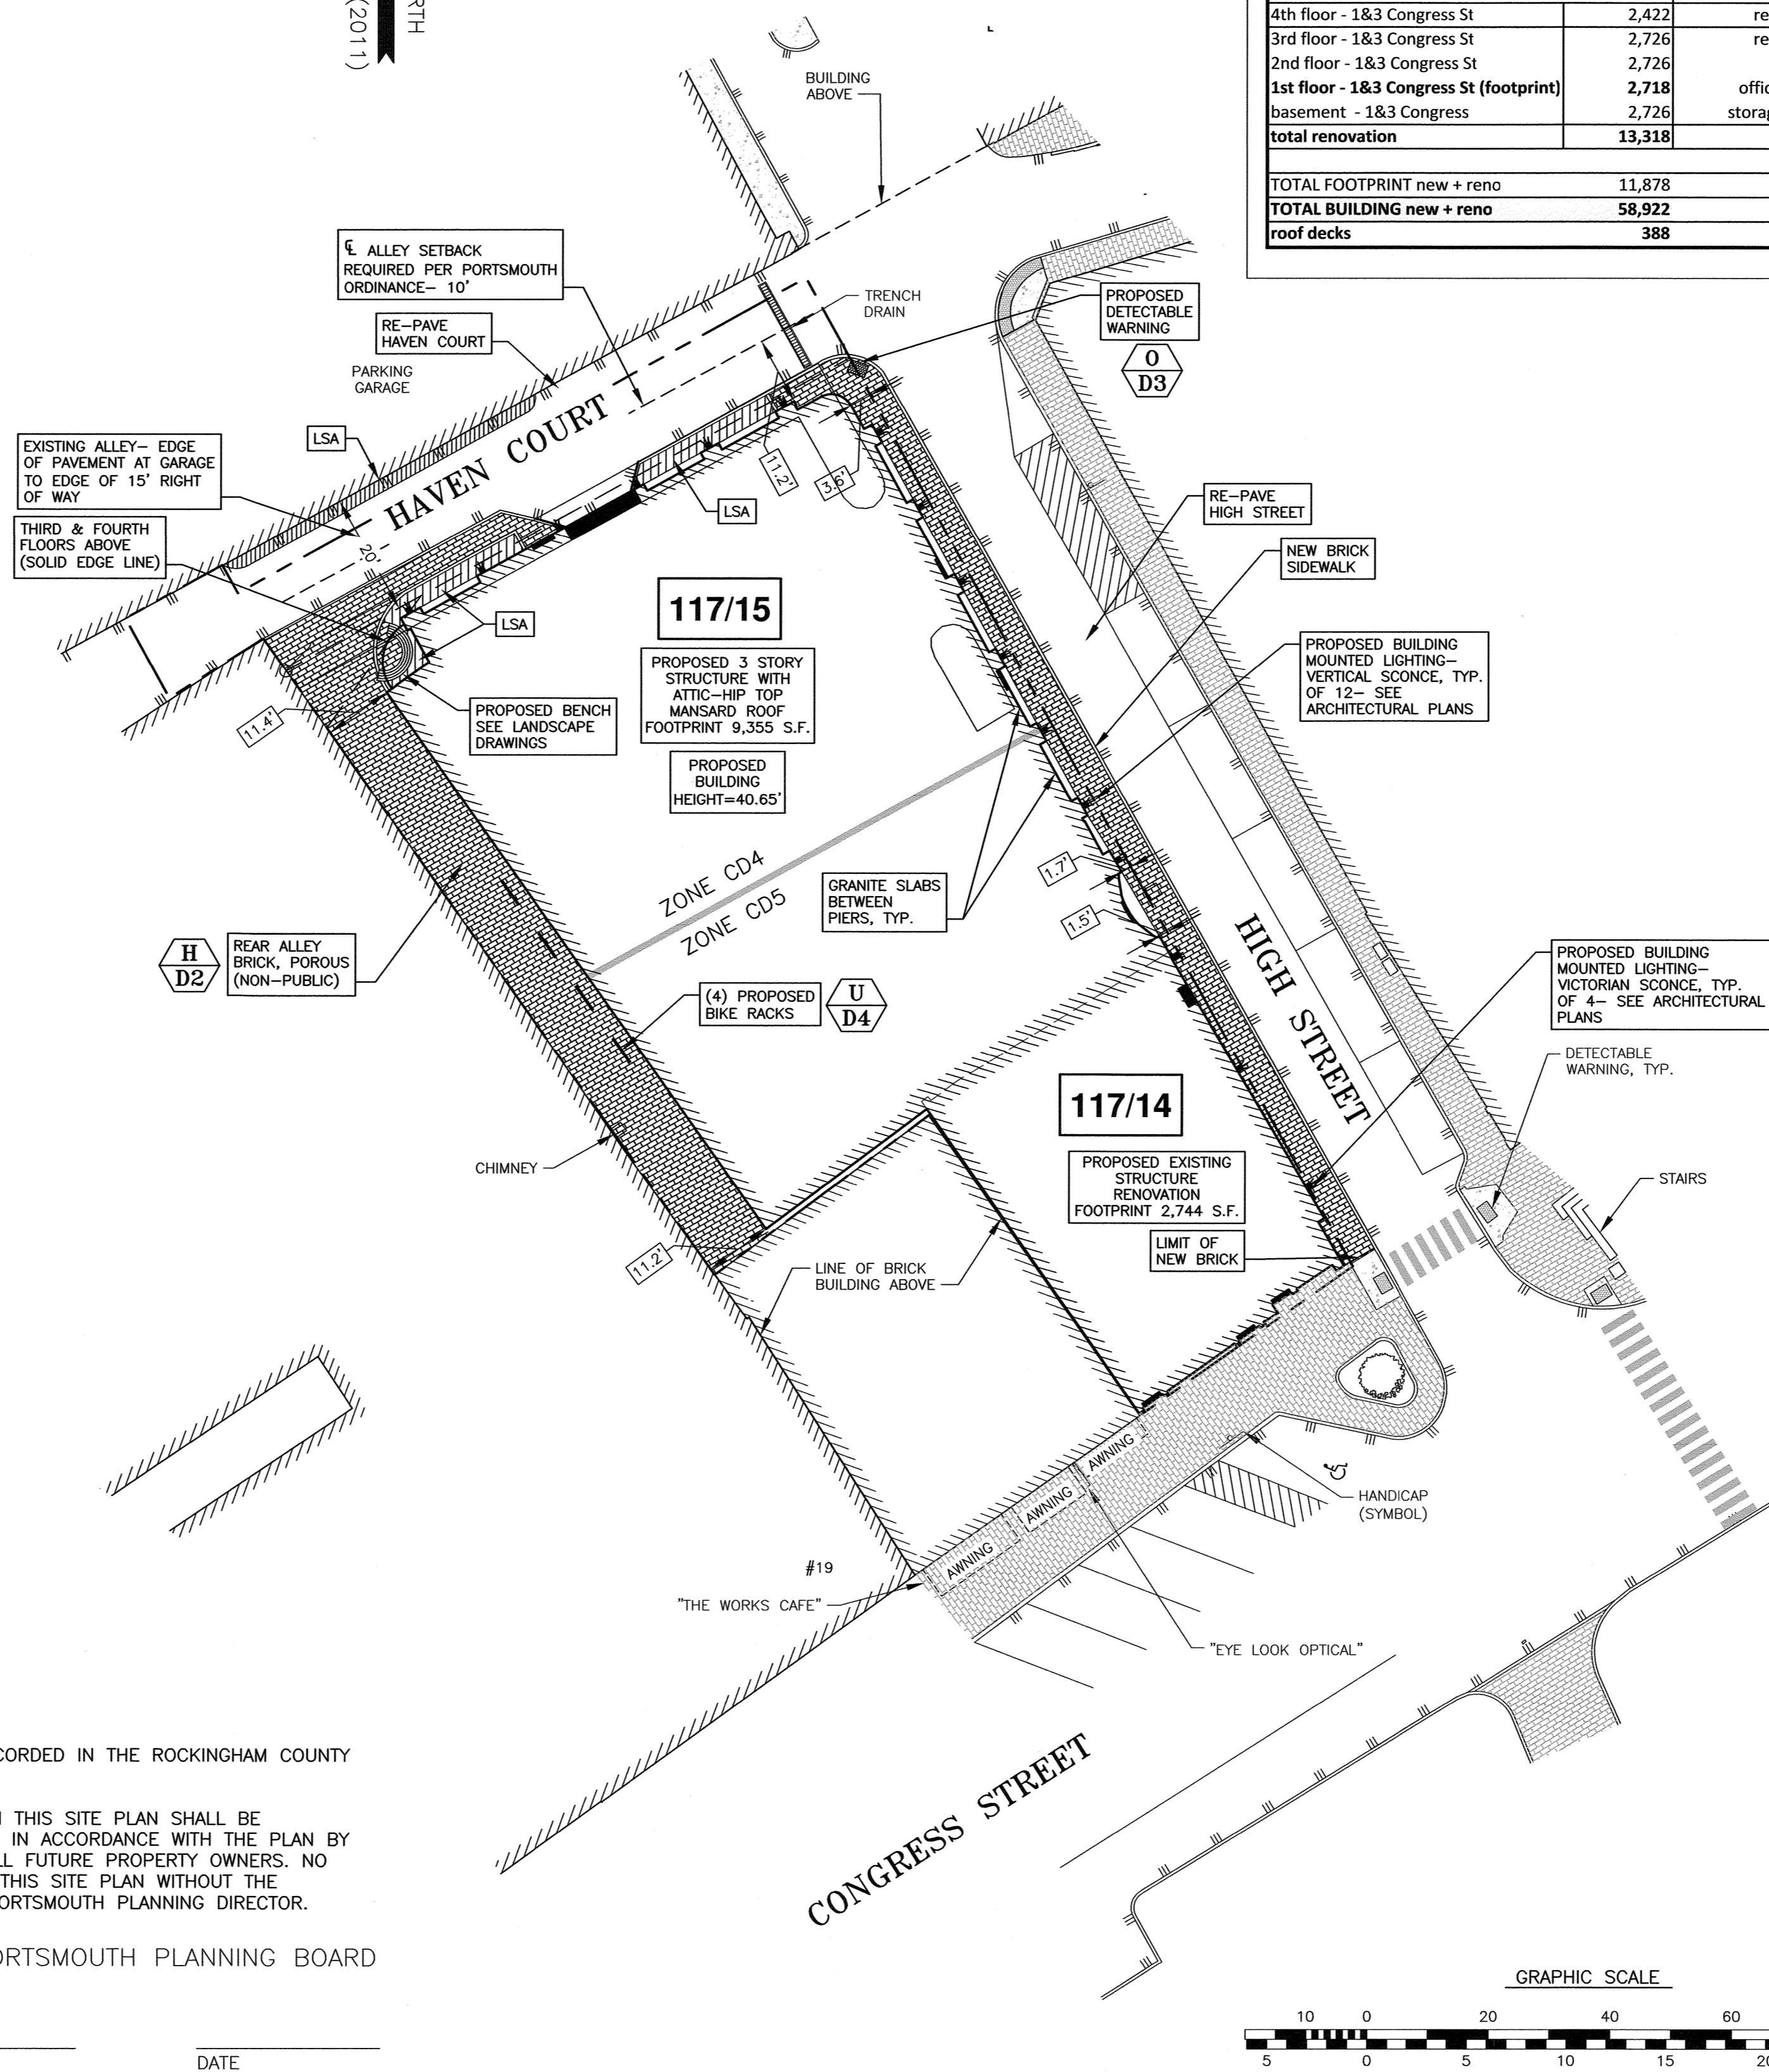 RTH
(2011)
4th floor - 1&3 Congress St 2,422 re
3rd floor - 1&3 Congress St 2,726 re
2nd floor - 1&3 Congress St 2,726
1st floor - 1&3 Congress St (footprint) 2,718 offic
basement - 1&3 Congress 2,726 storag
total renovation 13,318
TOTAL FOOTPRINT new + reno 11,878
TOTAL BUILDING new + reno 58,922
roof decks 388
BUILDING
ABOVE
℄ ALLEY SETBACK
REQUIRED PER PORTSMOUTH
ORDINANCE– 10'
RE–PAVE
HAVEN COURT
PARKING
GARAGE
TRENCH
DRAIN
PROPOSED
DETECTABLE
WARNING
O
D3
LSA
EXISTING ALLEY– EDGE
OF PAVEMENT AT GARAGE
TO EDGE OF 15' RIGHT
OF WAY
HAVEN COURT
11.2'
3.6'
LSA
RE–PAVE
HIGH STREET
THIRD & FOURTH
FLOORS ABOVE
(SOLID EDGE LINE)
20'
NEW BRICK
SIDEWALK
117/15
LSA
PROPOSED 3 STORY
STRUCTURE WITH
ATTIC–HIP TOP
MANSARD ROOF
FOOTPRINT 9,355 S.F.
PROPOSED BUILDING
MOUNTED LIGHTING–
VERTICAL SCONCE, TYP.
OF 12– SEE
ARCHITECTURAL PLANS
11.4'
PROPOSED BENCH
SEE LANDSCAPE
DRAWINGS
PROPOSED
BUILDING
HEIGHT=40.65'
ZONE CD4
ZONE CD5
GRANITE SLABS
BETWEEN
PIERS, TYP.
1.7'
1.5'
HIGH STREET
H
D2
REAR ALLEY
BRICK, POROUS
(NON–PUBLIC)
(4) PROPOSED
BIKE RACKS
U
D4
PROPOSED BUILDING
MOUNTED LIGHTING–
VICTORIAN SCONCE, TYP.
OF 4– SEE ARCHITECTURAL
PLANS
DETECTABLE
WARNING, TYP.
117/14
CHIMNEY
PROPOSED EXISTING
STRUCTURE
RENOVATION
FOOTPRINT 2,744 S.F.
STAIRS
LIMIT OF
NEW BRICK
11.2'
LINE OF BRICK
BUILDING ABOVE
AWNING
AWNING
AWNING
HANDICAP
(SYMBOL)
#19
"THE WORKS CAFE"
"EYE LOOK OPTICAL"
CONGRESS STREET
CORDED IN THE ROCKINGHAM COUNTY
THIS SITE PLAN SHALL BE
IN ACCORDANCE WITH THE PLAN BY
LL FUTURE PROPERTY OWNERS. NO
THIS SITE PLAN WITHOUT THE
ORTSMOUTH PLANNING DIRECTOR.
ORTSMOUTH PLANNING BOARD
DATE
GRAPHIC SCALE
10 0 20 40 60
5 0 5 10 15 20